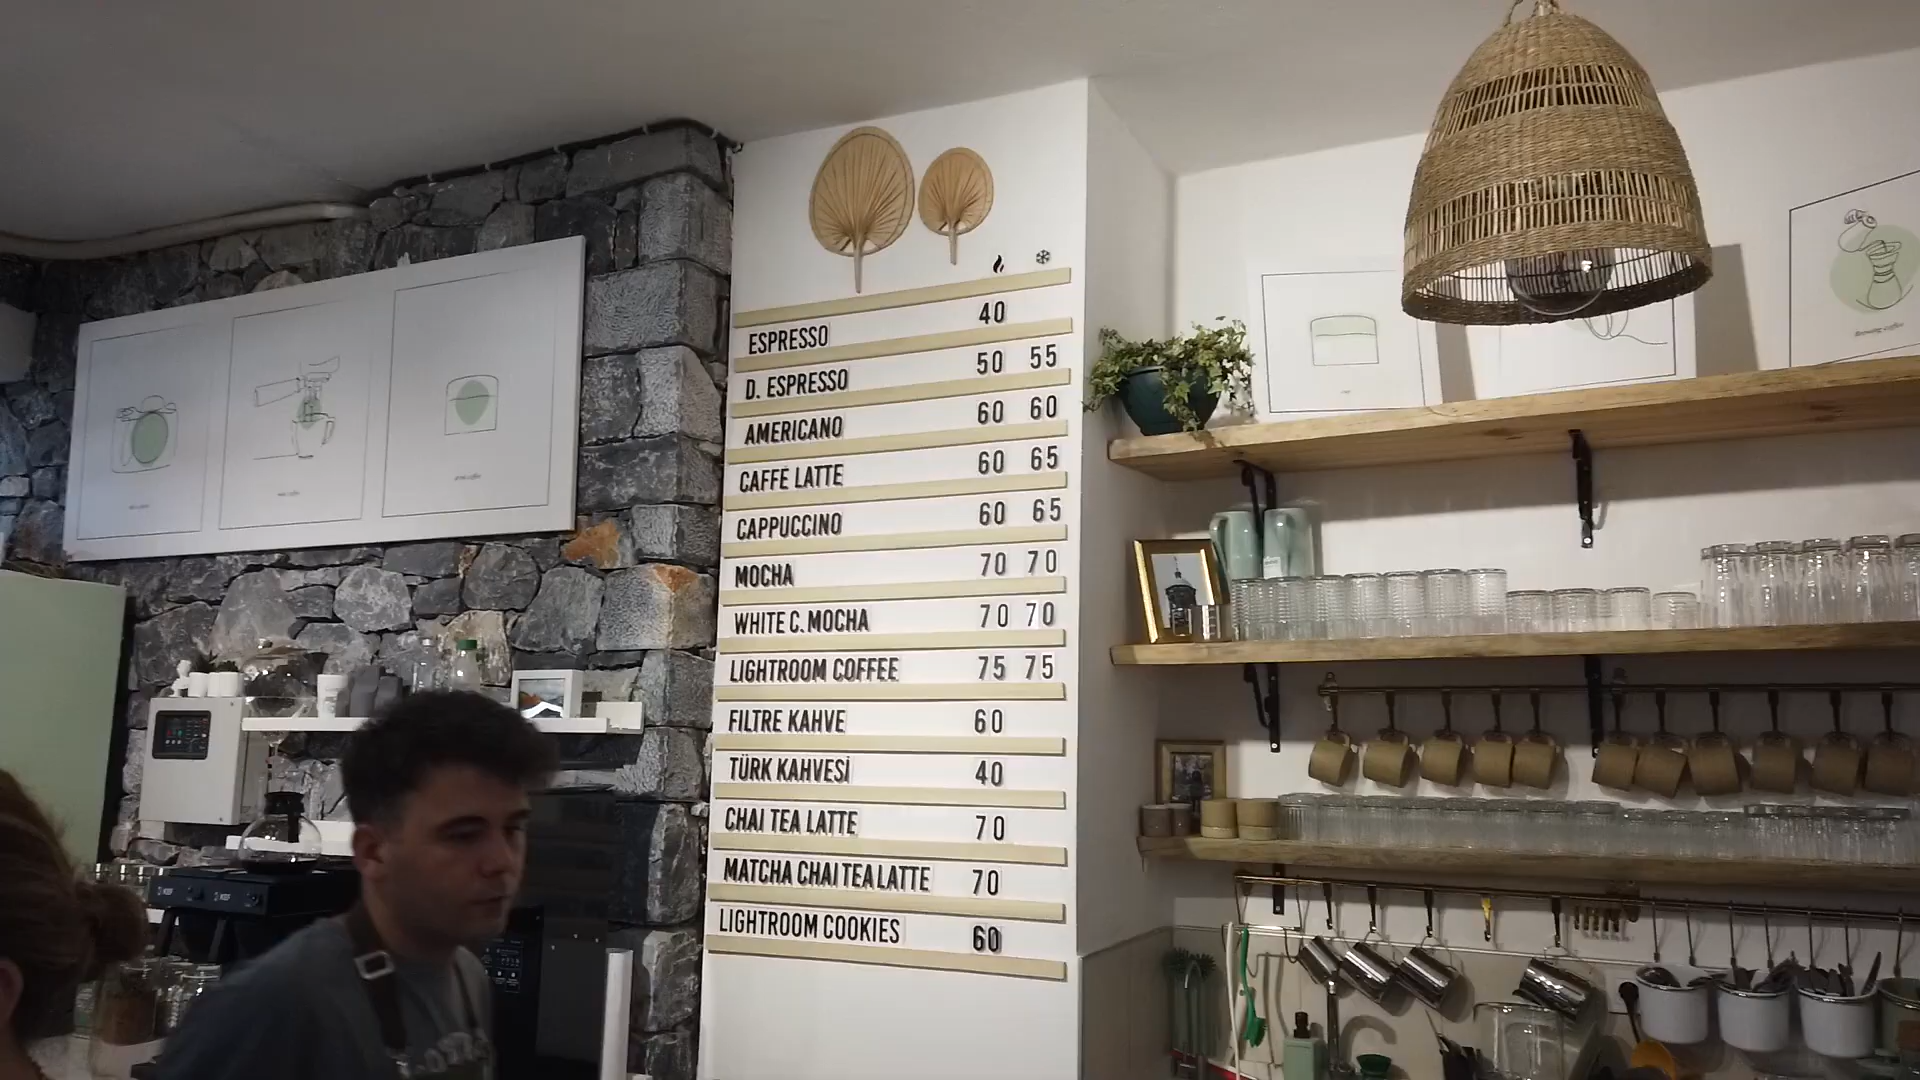 ESPRESSO 40
D. ESPRESSO 50 55
AMERICANO 60 60
CAFFE LATTE 60 65
CAPPUCCINO 60 65
MOCHA 70 70
WHITE C. MOCHA 70 70
LIGHTROOM COFFEE 75 75
FILTRE KAHVE 60
TÜRK KAHVESİ 40
CHAI TEA LATTE 70
MATCHA CHAI TEA LATTE 70
LIGHTROOM COOKIES 60